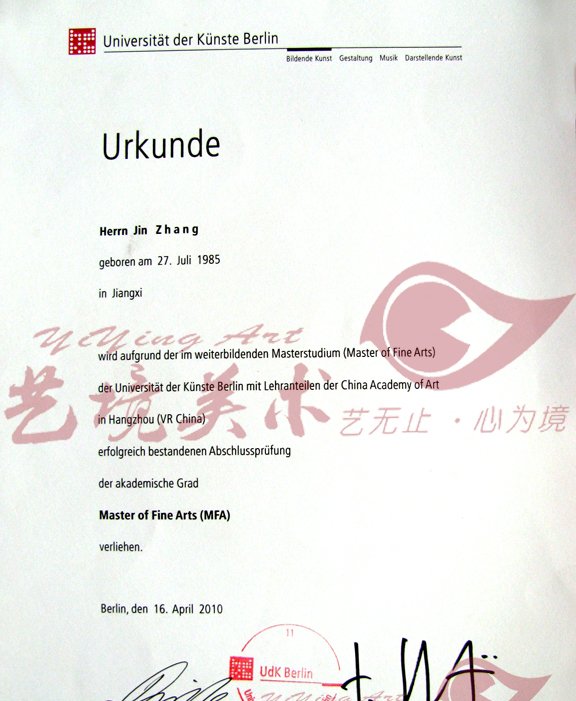 Universität der Künste Berlin
Bildende Kunst Gestaltung Musik Darstellende Kunst
Urkunde
Herrn Jin Zhang
geboren am 27. Juli 1985
in Jiangxi
YiYing Art
wird aufgrund der im weiterbildenden Masterstudium (Master of Fine Arts)
der Universität der Künste Berlin mit Lehranteilen der China Academy of Art
艺境美术 艺无止·心为境
in Hangzhou (VR China)
erfolgreich bestandenen Abschlussprüfung
der akademische Grad
Master of Fine Arts (MFA)
verliehen.
Berlin, den 16. April 2010
11
UdK Berlin
YiYing Art